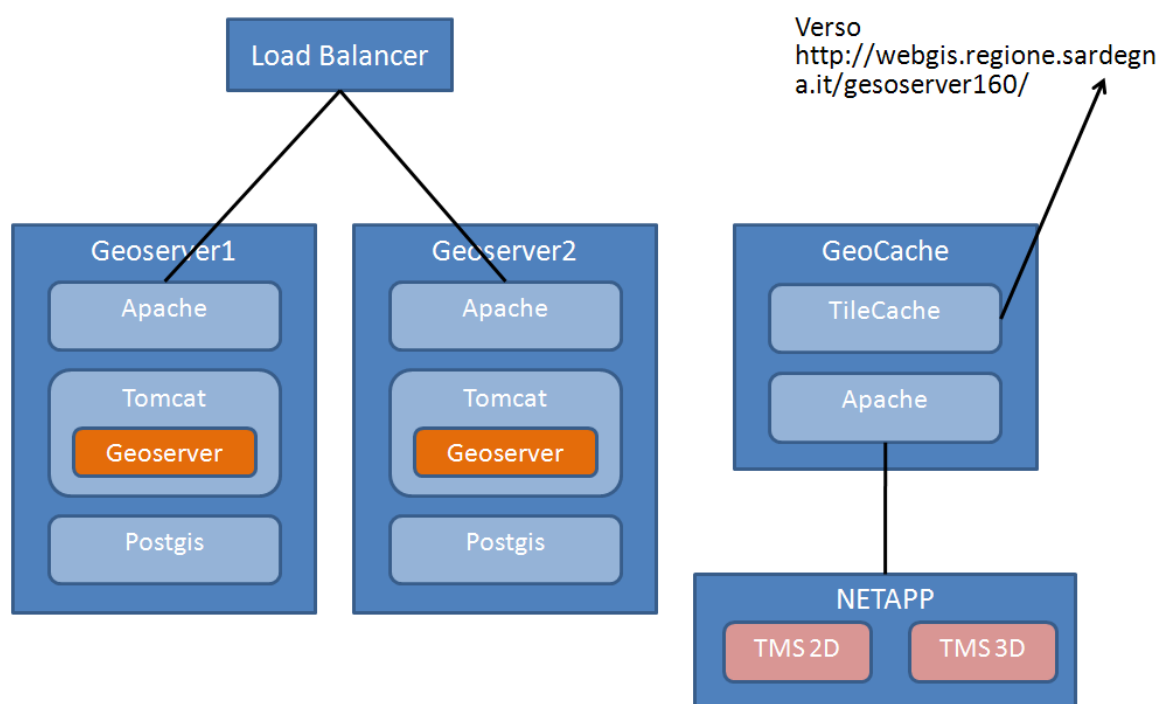 Load Balancer
Verso
http://webgis.regione.sardegn
a.it/gesoserver160/
Geoserver1
Apache
Tomcat
Geoserver
Postgis
Geoserver2
Apache
Tomcat
Geoserver
Postgis
GeoCache
TileCache
Apache
NETAPP
TMS 2D
TMS 3D